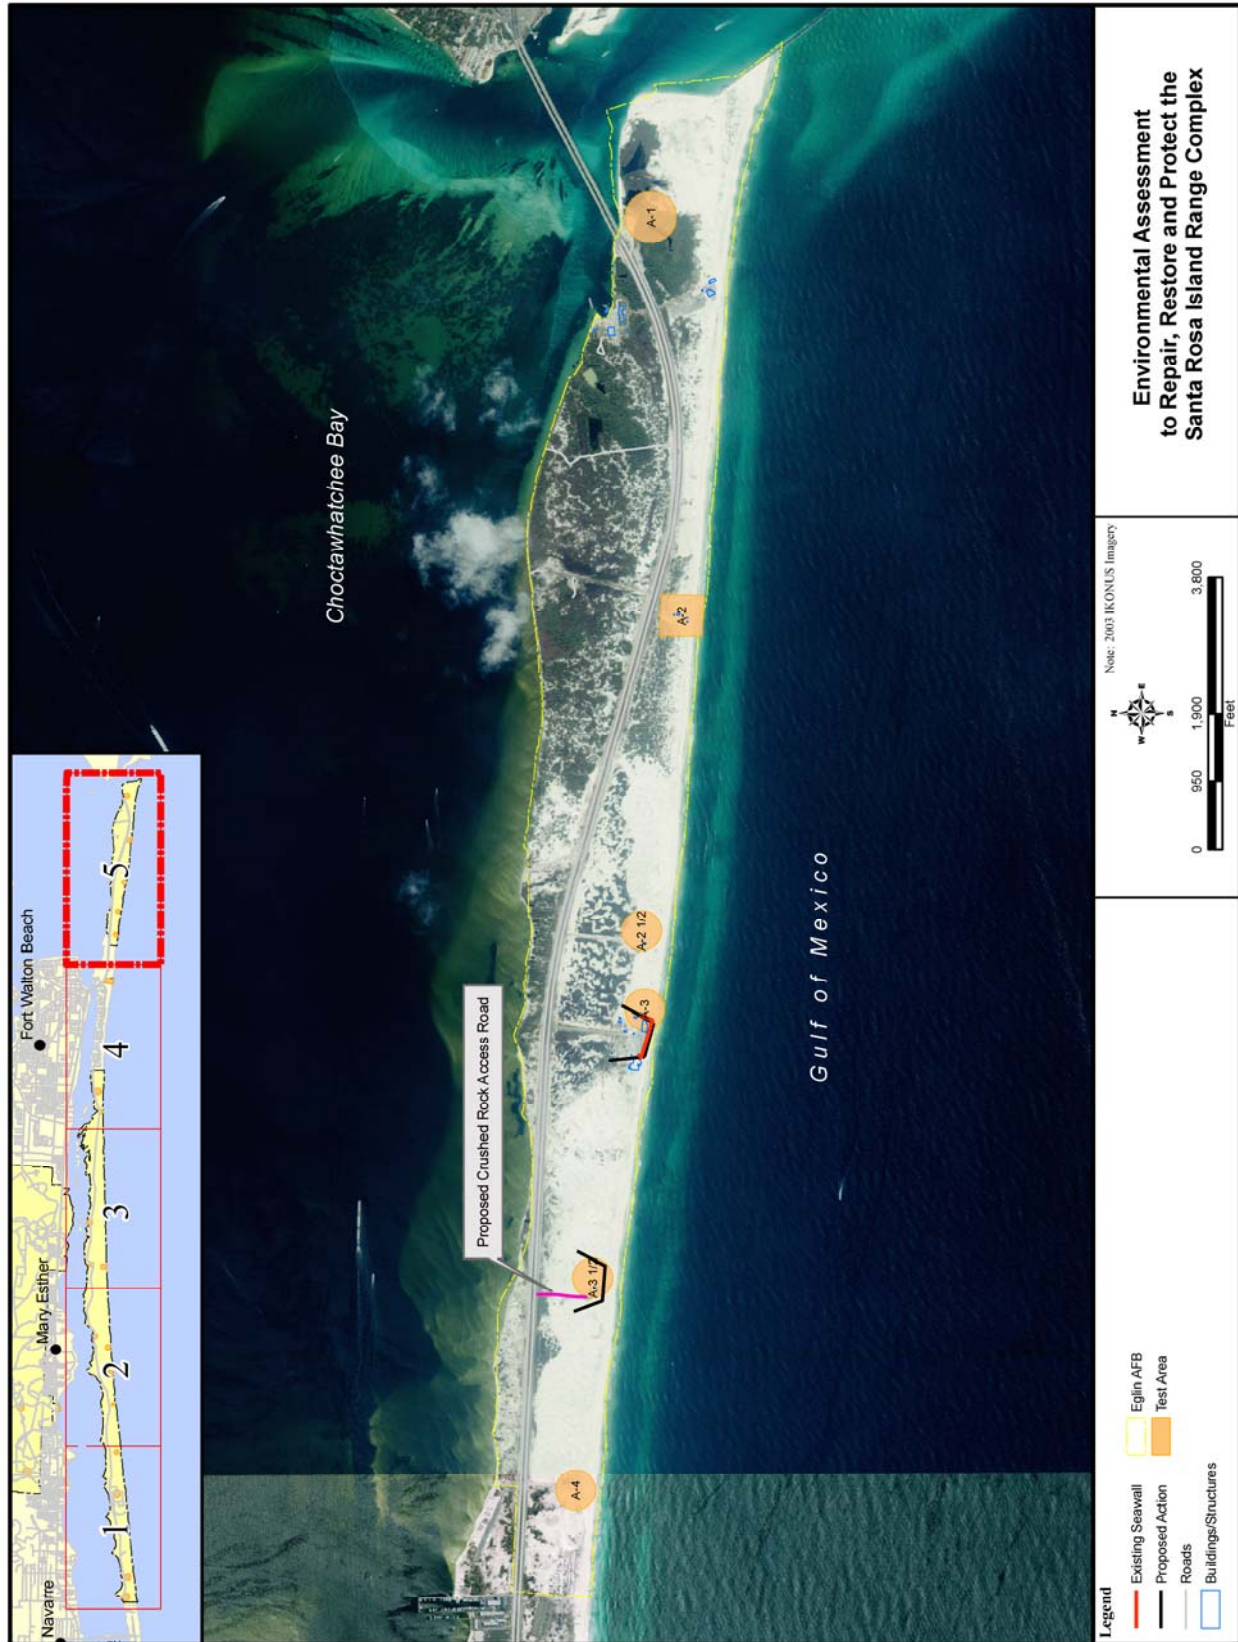 Navarre
Mary Esther
Fort Walton Beach
1
2
3
4
5
Choctawhatchee Bay
Proposed Crushed Rock Access Road
A-4
A-3 1/2
A-3
A-2 1/2
A-2
A-1
Gulf of Mexico
Legend
Existing Seawall
Proposed Action
Roads
Buildings/Structures
Eglin AFB
Test Area
Note: 2003 IKONUS Imagery
N
W
E
S
0
950
1,900
3,800
Feet
Environmental Assessment
to Repair, Restore and Protect the
Santa Rosa Island Range Complex